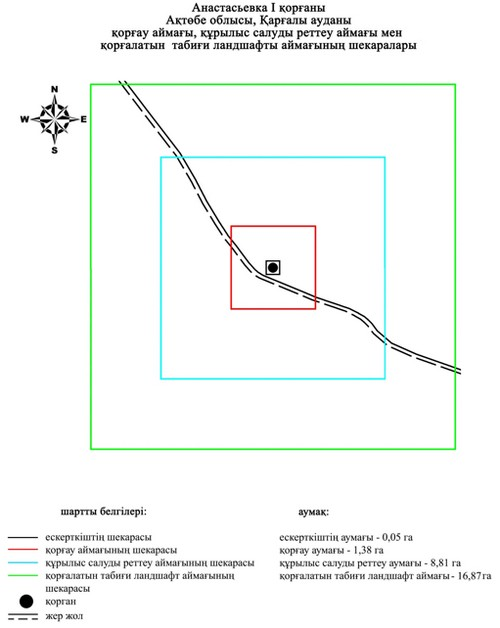 Анастасьевка I қорғаны
Ақтөбе облысы, Қарғалы ауданы
қорғау аймағы, құрылыс салуды реттеу аймағы мен
қорғалатын табиғи ландшафты аймағының шекаралары
N
W E
S
шартты белгілері:
ескерткіштің шекарасы
қорғау аймағының шекарасы
құрылыс салуды реттеу аймағының шекарасы
қорғалатын табиғи ландшафт аймағының
шекарасы
қорған
жер жол
аумақ:
ескерткіштің аумағы - 0,05 га
қорғау аумағы - 1,38 га
құрылыс салуды реттеу аумағы - 8,81 га
қорғалатын табиғи ландшафт аймағы - 16,87га